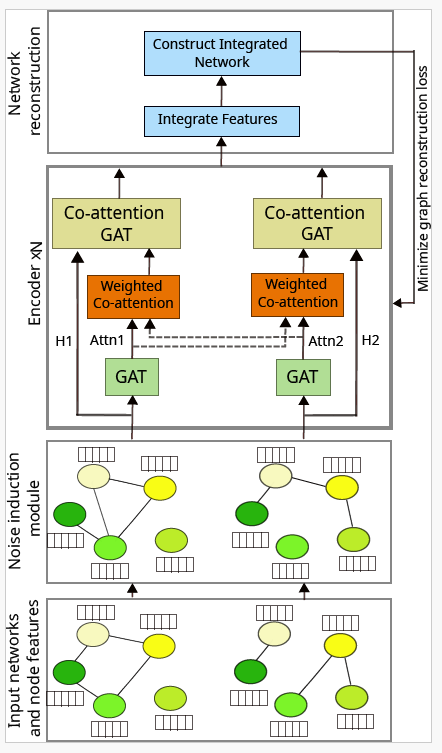 Network
reconstruction
Construct Integrated
Network
Integrate Features
Minimize graph reconstruction loss
Encoder xN
Co-attention
GAT
Co-attention
GAT
Weighted
Co-attention
Weighted
Co-attention
H1
Attn1
Attn2
H2
GAT
GAT
Noise induction
module
Input networks
and node features